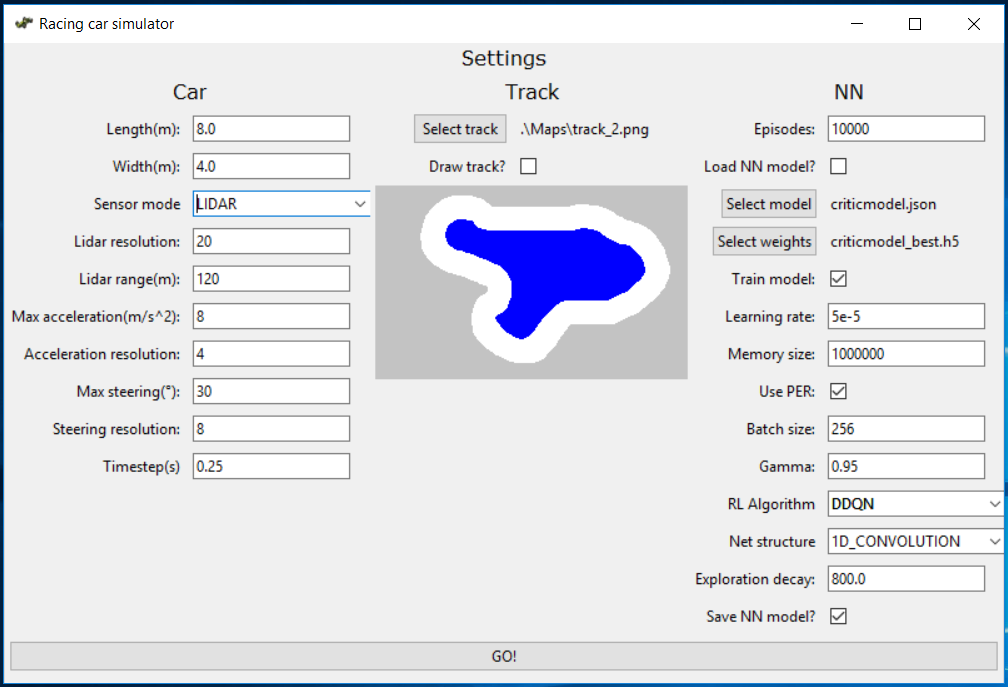 Racing car simulator
Settings
Car
Length(m): 8.0
Width(m): 4.0
Sensor mode LIDAR
Lidar resolution: 20
Lidar range(m): 120
Max acceleration(m/s^2): 8
Acceleration resolution: 4
Max steering(°): 30
Steering resolution: 8
Timestep(s) 0.25
Track
Select track .\Maps\track_2.png
Draw track?
NN
Episodes: 10000
Load NN model?
Select model criticmodel.json
Select weights criticmodel_best.h5
Train model:
Learning rate: 5e-5
Memory size: 1000000
Use PER:
Batch size: 256
Gamma: 0.95
RL Algorithm DDQN
Net structure 1D_CONVOLUTION
Exploration decay: 800.0
Save NN model?
GO!